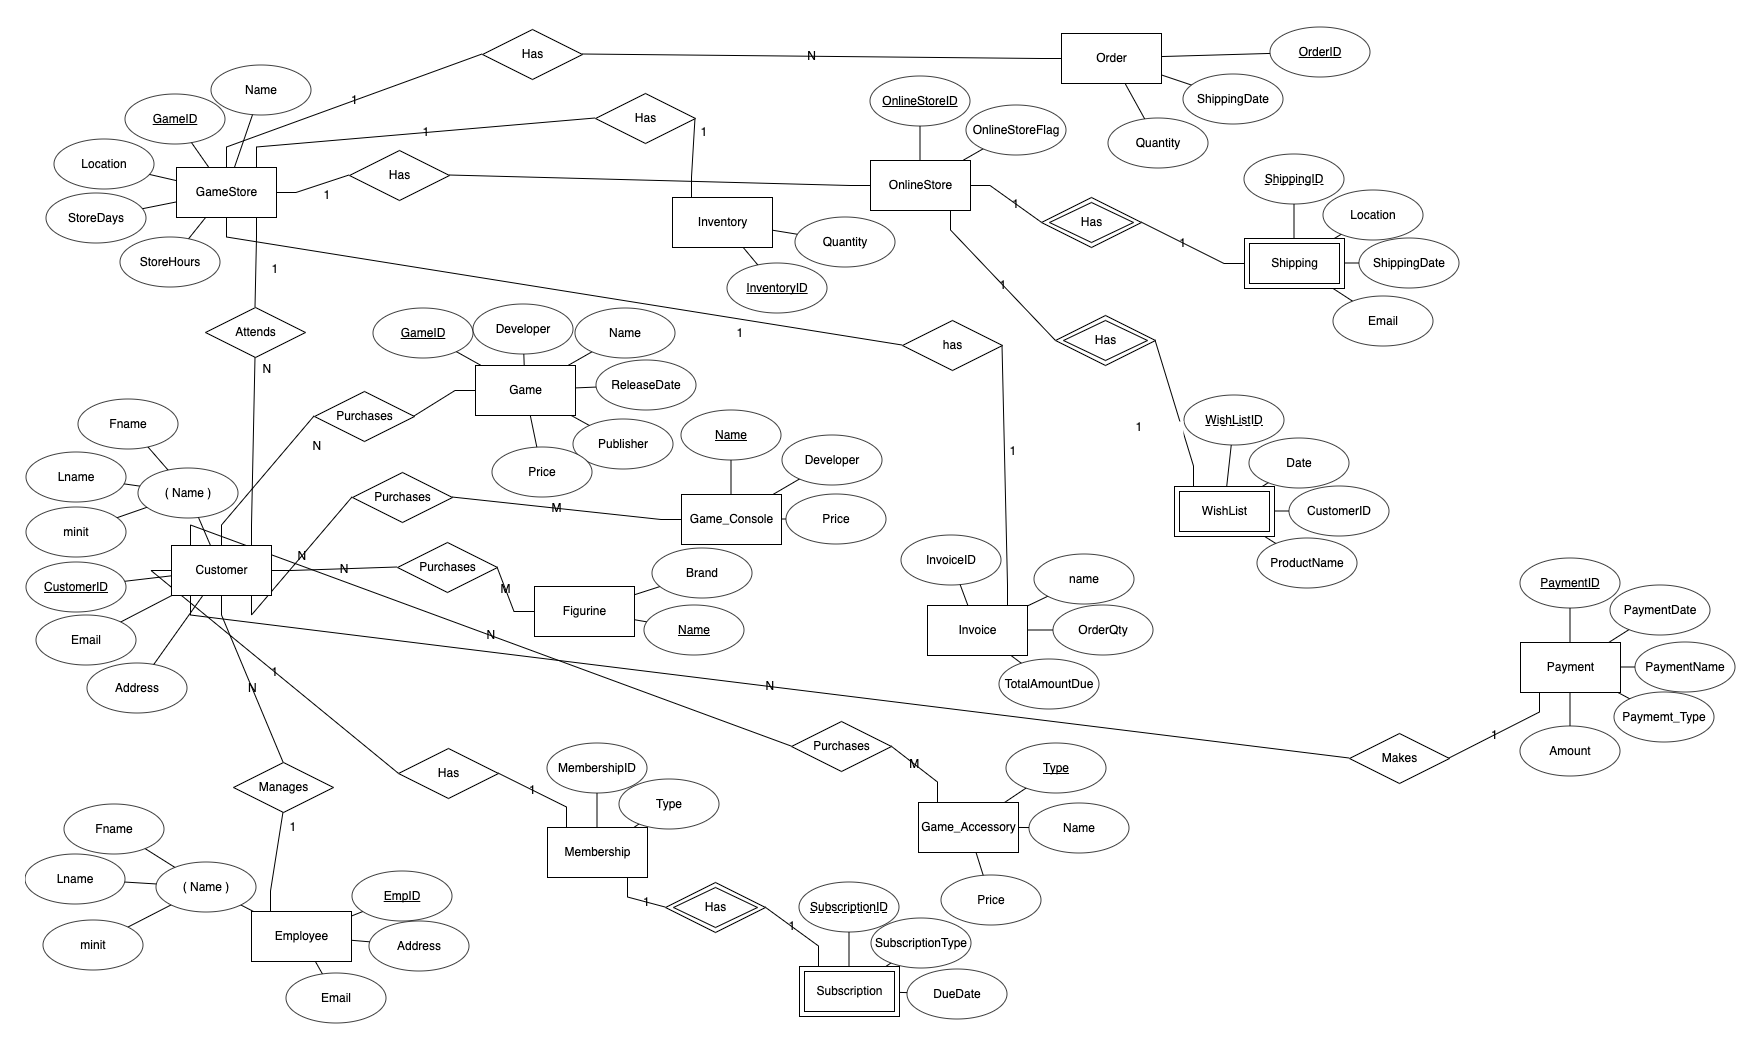 Has
1
N
Order
OrderID
ShippingDate
Quantity
Name
GameID
Location
StoreDays
StoreHours
GameStore
1
Has
1
1
Has
Inventory
Quantity
InventoryID
OnlineStoreID
OnlineStoreFlag
OnlineStore
1
Has
1
ShippingID
Location
ShippingDate
Email
Shipping
1
Has
1
WishListID
Date
CustomerID
ProductName
WishList
1
Attends
N
1
has
1
GameID
Developer
Name
ReleaseDate
Publisher
Price
Game
Purchases
N
Fname
Lname
minit
( Name )
Customer
CustomerID
Email
Address
Purchases
N
M
Name
Developer
Price
Game_Console
Purchases
N
M
Brand
Name
Figurine
InvoiceID
name
OrderQty
TotalAmountDue
Invoice
PaymentID
PaymentDate
PaymentName
Paymemt_Type
Amount
Payment
N
Makes
1
N
Purchases
M
Type
Name
Price
Game_Accessory
1
Has
1
MembershipID
Type
Membership
1
Has
1
SubscriptionID
SubscriptionType
DueDate
Subscription
N
Manages
1
Fname
Lname
minit
( Name )
Employee
EmpID
Address
Email